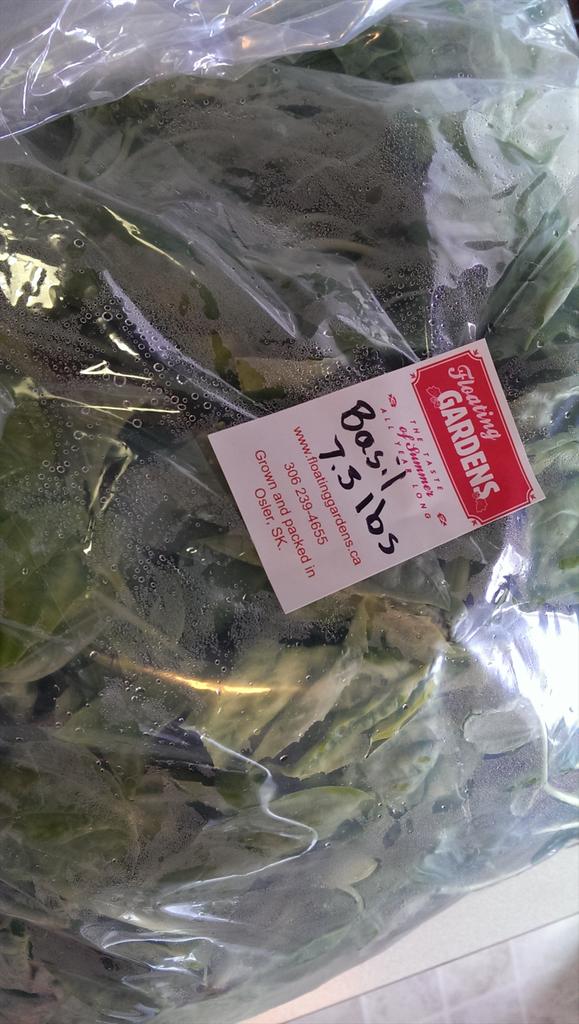 Floating
GARDENS
THE TASTE
of Summer
ALL YEAR LONG
Basil
7.3 lbs
www.floatinggardens.ca
306 239-4655
Grown and packed in
Osler, SK.